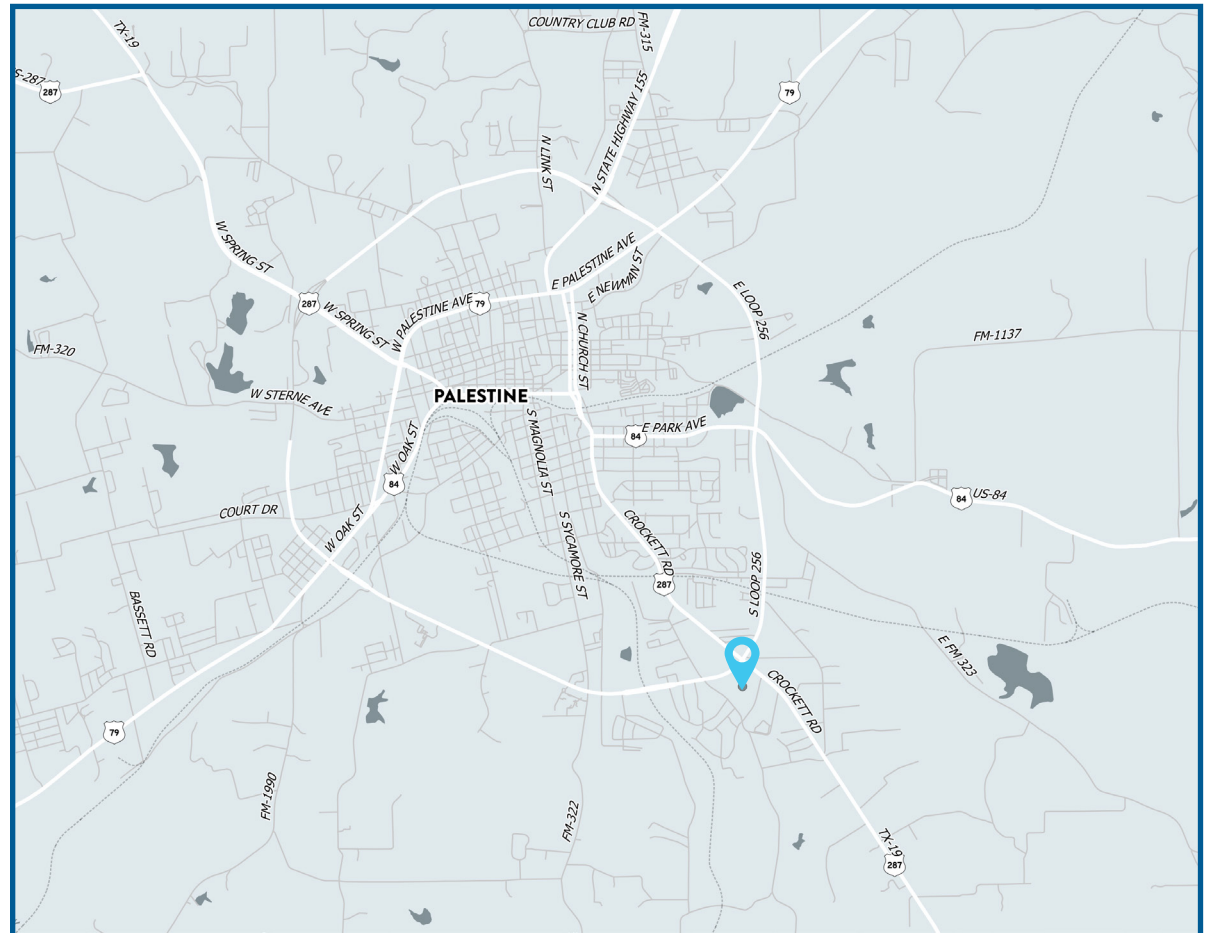 COUNTRY CLUB RD
TX-19
FM-315
S-287
287
79
N STATE HIGHWAY 155
N LINK ST
W SPRING ST
E PALESTINE AVE
E NEWMAN ST
E LOOP 256
287
W PALESTINE AVE
79
W SPRING ST
N CHURCH ST
FM-1137
FM-320
W STERNE AVE
PALESTINE
S MAGNOLIA ST
84
E PARK AVE
W OAK ST
84
84
US-84
COURT DR
W OAK ST
S SYCAMORE ST
CROCKETT RD
287
S LOOP 256
BASSETT RD
E FM 323
CROCKETT RD
79
FM-1990
FM-322
TX-19
287